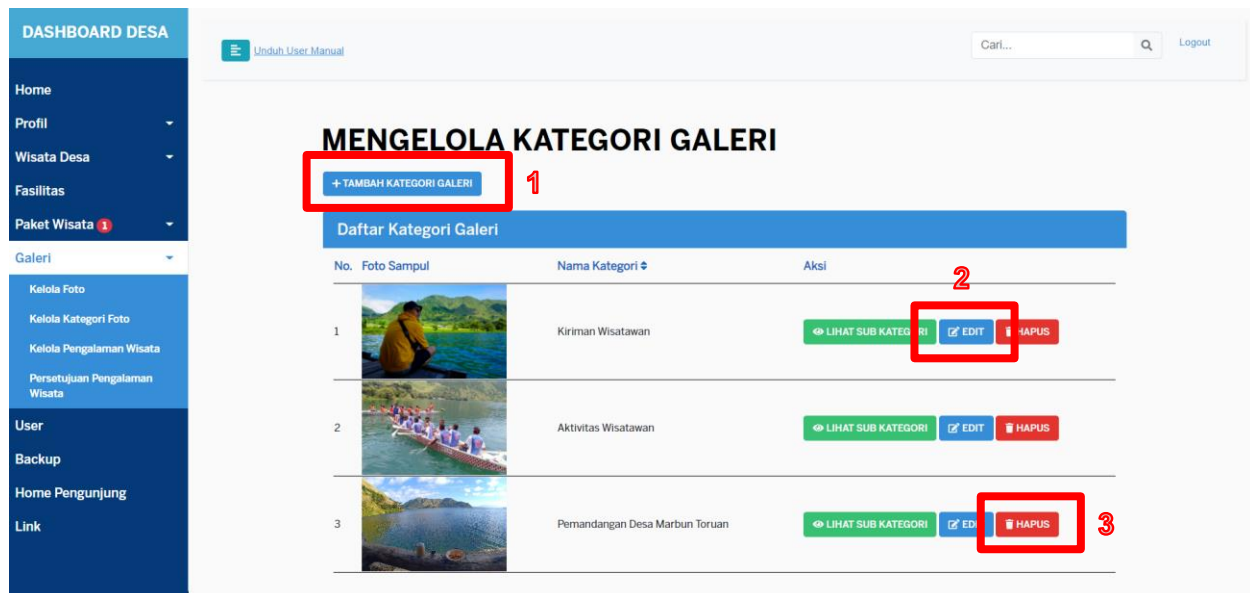 DASHBOARD DESA
Unduh User Manual
Cari...
Logout
Home
Profil
Wisata Desa
Fasilitas
Paket Wisata 1
Galeri
Kelola Foto
Kelola Kategori Foto
Kelola Pengalaman Wisata
Persetujuan Pengalaman
Wisata
User
Backup
Home Pengunjung
Link
MENGELOLA KATEGORI GALERI
+ TAMBAH KATEGORI GALERI
1
Daftar Kategori Galeri
No. Foto Sampul Nama Kategori Aksi
2
1 Kiriman Wisatawan LIHAT SUB KATEGORI EDIT HAPUS
2 Aktivitas Wisatawan LIHAT SUB KATEGORI EDIT HAPUS
3 Pemandangan Desa Marbun Toruan LIHAT SUB KATEGORI EDIT HAPUS
3